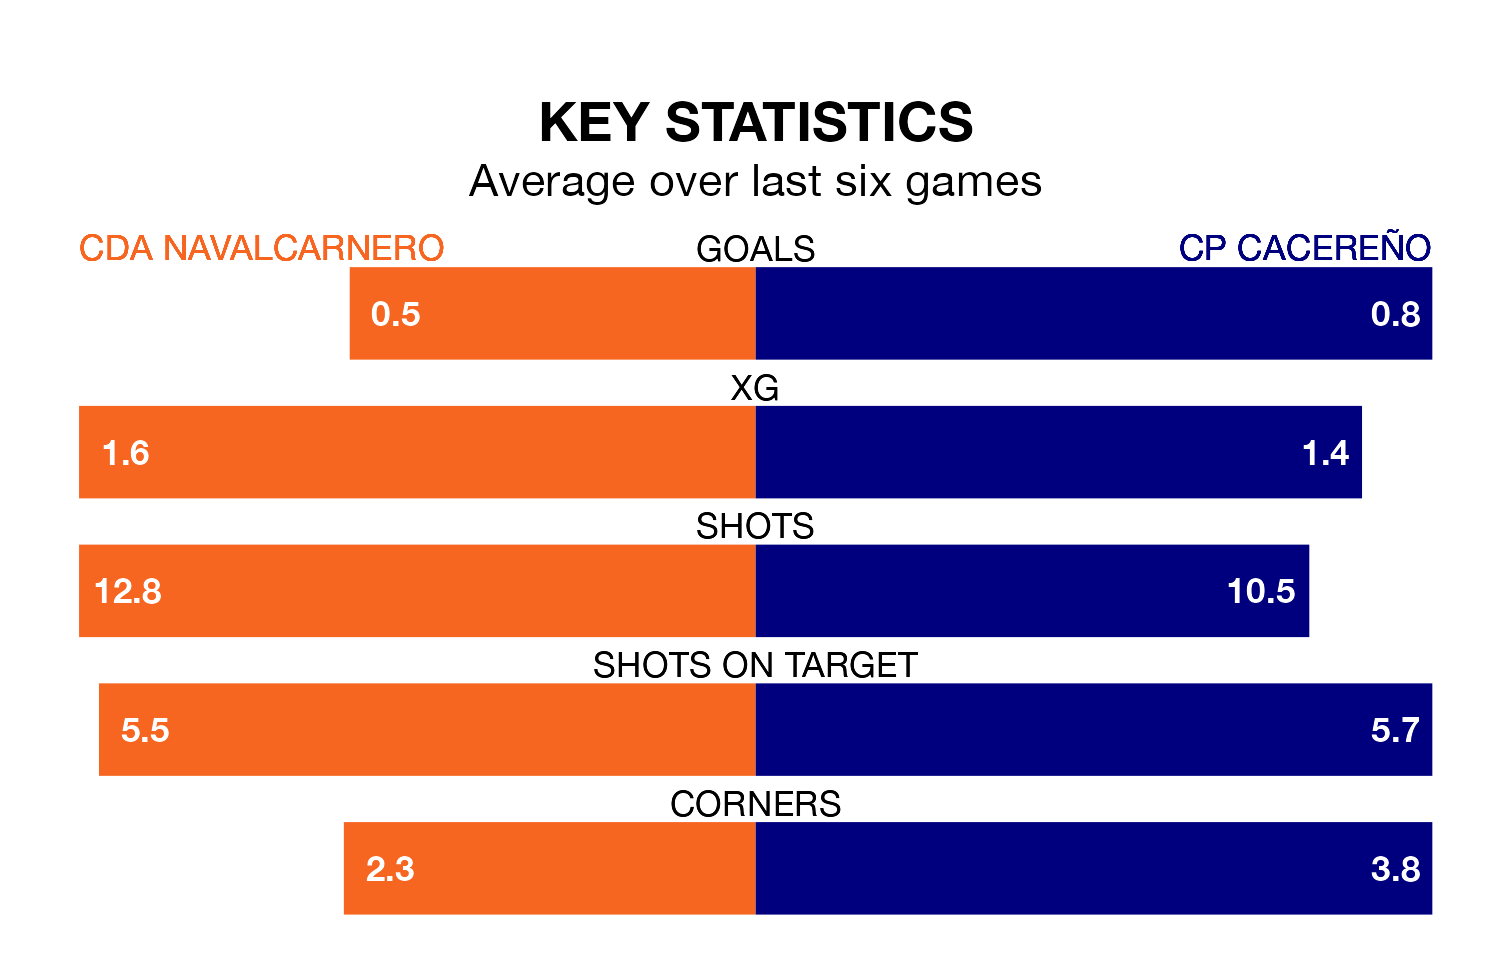 KEY STATISTICS
Average over last six games
CDA NAVALCARNERO GOALS CP CACEREÑO
0.5 0.8
XG
1.6 1.4
SHOTS
12.8 10.5
SHOTS ON TARGET
5.5 5.7
CORNERS
2.3 3.8